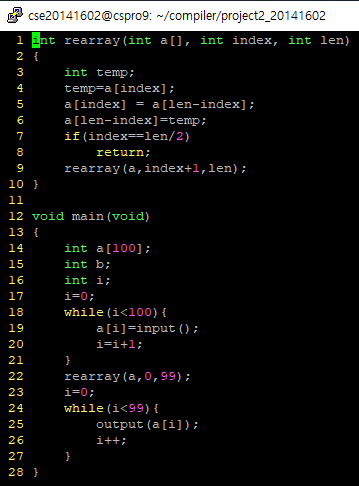 cse20141602@cspro9: ~/compiler/project2_20141602
1 int rearray(int a[], int index, int len)
2 {
3     int temp;
4     temp=a[index];
5     a[index] = a[len-index];
6     a[len-index]=temp;
7     if(index==len/2)
8         return;
9     rearray(a,index+1,len);
10 }
11
12 void main(void)
13 {
14     int a[100];
15     int b;
16     int i;
17     i=0;
18     while(i<100){
19         a[i]=input();
20         i=i+1;
21     }
22     rearray(a,0,99);
23     i=0;
24     while(i<99){
25         output(a[i]);
26         i++;
27     }
28 }